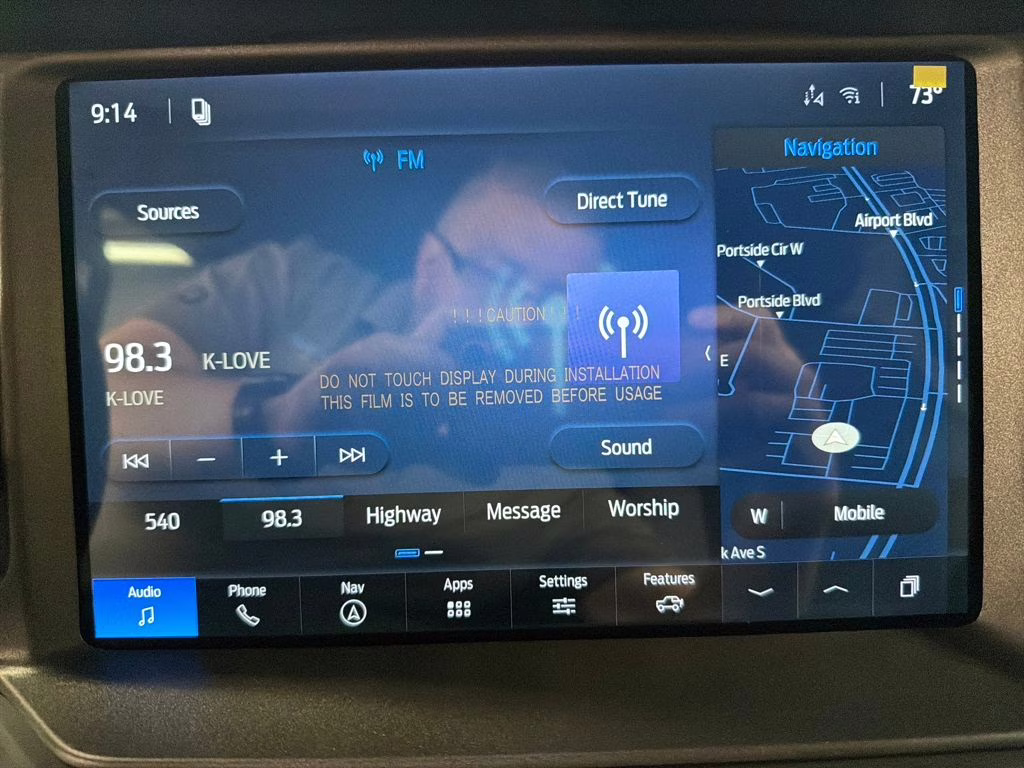 9:14
73°
FM
Navigation
Sources
Direct Tune
Airport Blvd
Portside Cir W
Portside Blvd
! ! ! CAUTION ! ! !
98.3 K-LOVE
E
K-LOVE
DO NOT TOUCH DISPLAY DURING INSTALLATION
THIS FILM IS TO BE REMOVED BEFORE USAGE
Sound
540
98.3
Highway
Message
Worship
W
Mobile
k Ave S
Audio
Phone
Nav
Apps
Settings
Features